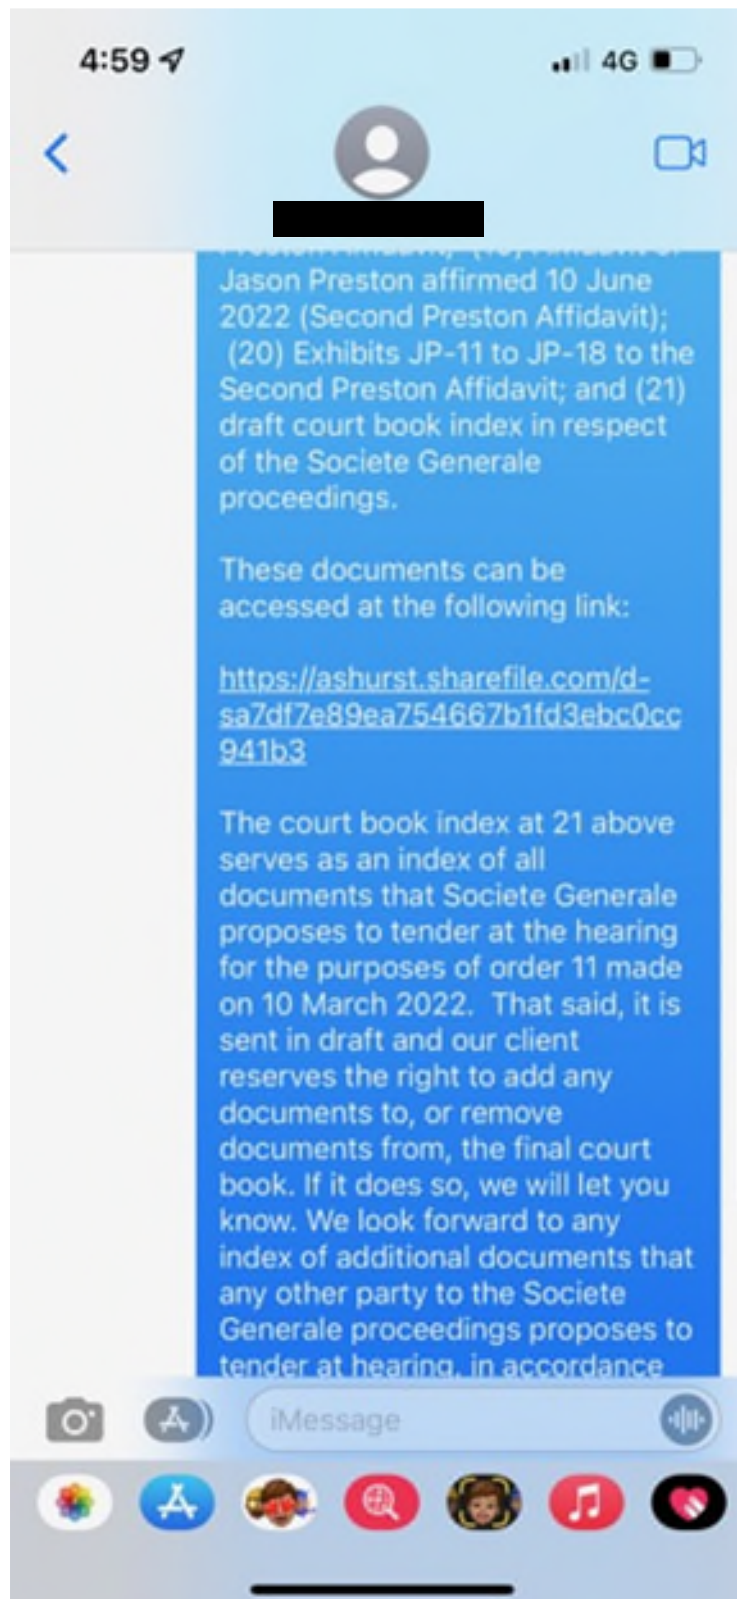 4:59
4G
Jason Preston affirmed 10 June
2022 (Second Preston Affidavit);
(20) Exhibits JP-11 to JP-18 to the
Second Preston Affidavit; and (21)
draft court book index in respect
of the Societe Generale
proceedings.
These documents can be
accessed at the following link:
https://ashurst.sharefile.com/d-
sa7df7e89ea754667b1fd3ebc0cc
941b3
The court book index at 21 above
serves as an index of all
documents that Societe Generale
proposes to tender at the hearing
for the purposes of order 11 made
on 10 March 2022.  That said, it is
sent in draft and our client
reserves the right to add any
documents to, or remove
documents from, the final court
book. If it does so, we will let you
know. We look forward to any
index of additional documents that
any other party to the Societe
Generale proceedings proposes to
tender at hearing, in accordance
iMessage